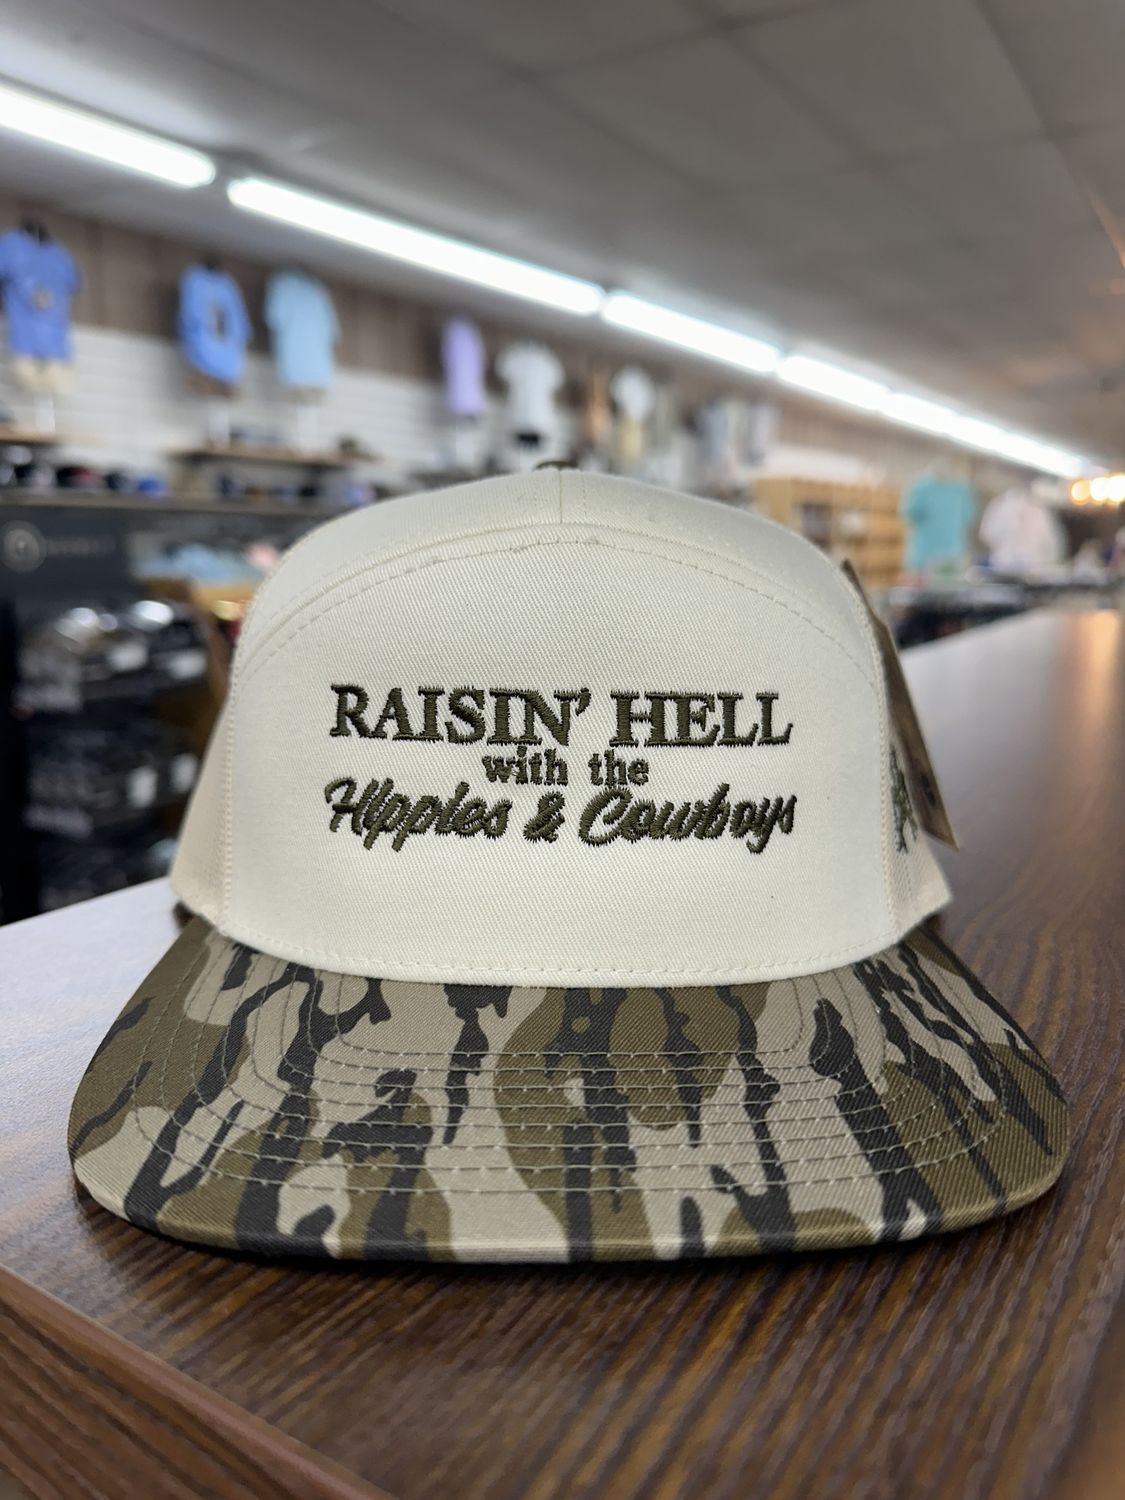 RAISIN' HELL
with the
Hippies & Cowboys